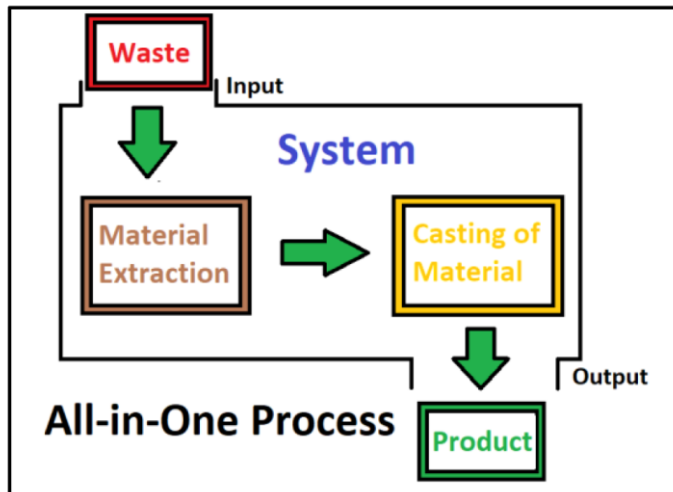 Waste
Input
System
Material
Extraction
Casting of
Material
Output
All-in-One Process
Product